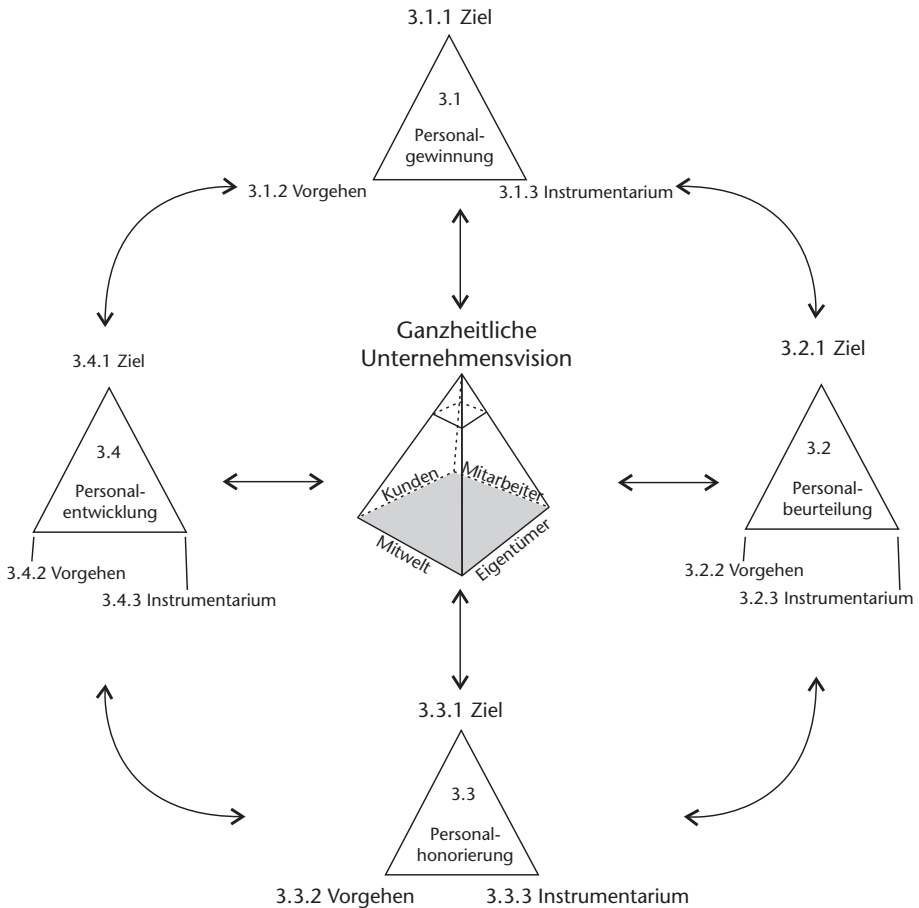 3.1.1 Ziel
3.1
Personal-
gewinnung
3.1.2 Vorgehen
3.1.3 Instrumentarium
Ganzheitliche
Unternehmensvision
Kunden
Mitarbeiter
Mitwelt
Eigentümer
3.4.1 Ziel
3.4
Personal-
entwicklung
3.4.2 Vorgehen
3.4.3 Instrumentarium
3.2.1 Ziel
3.2
Personal-
beurteilung
3.2.2 Vorgehen
3.2.3 Instrumentarium
3.3.1 Ziel
3.3
Personal-
honorierung
3.3.2 Vorgehen
3.3.3 Instrumentarium